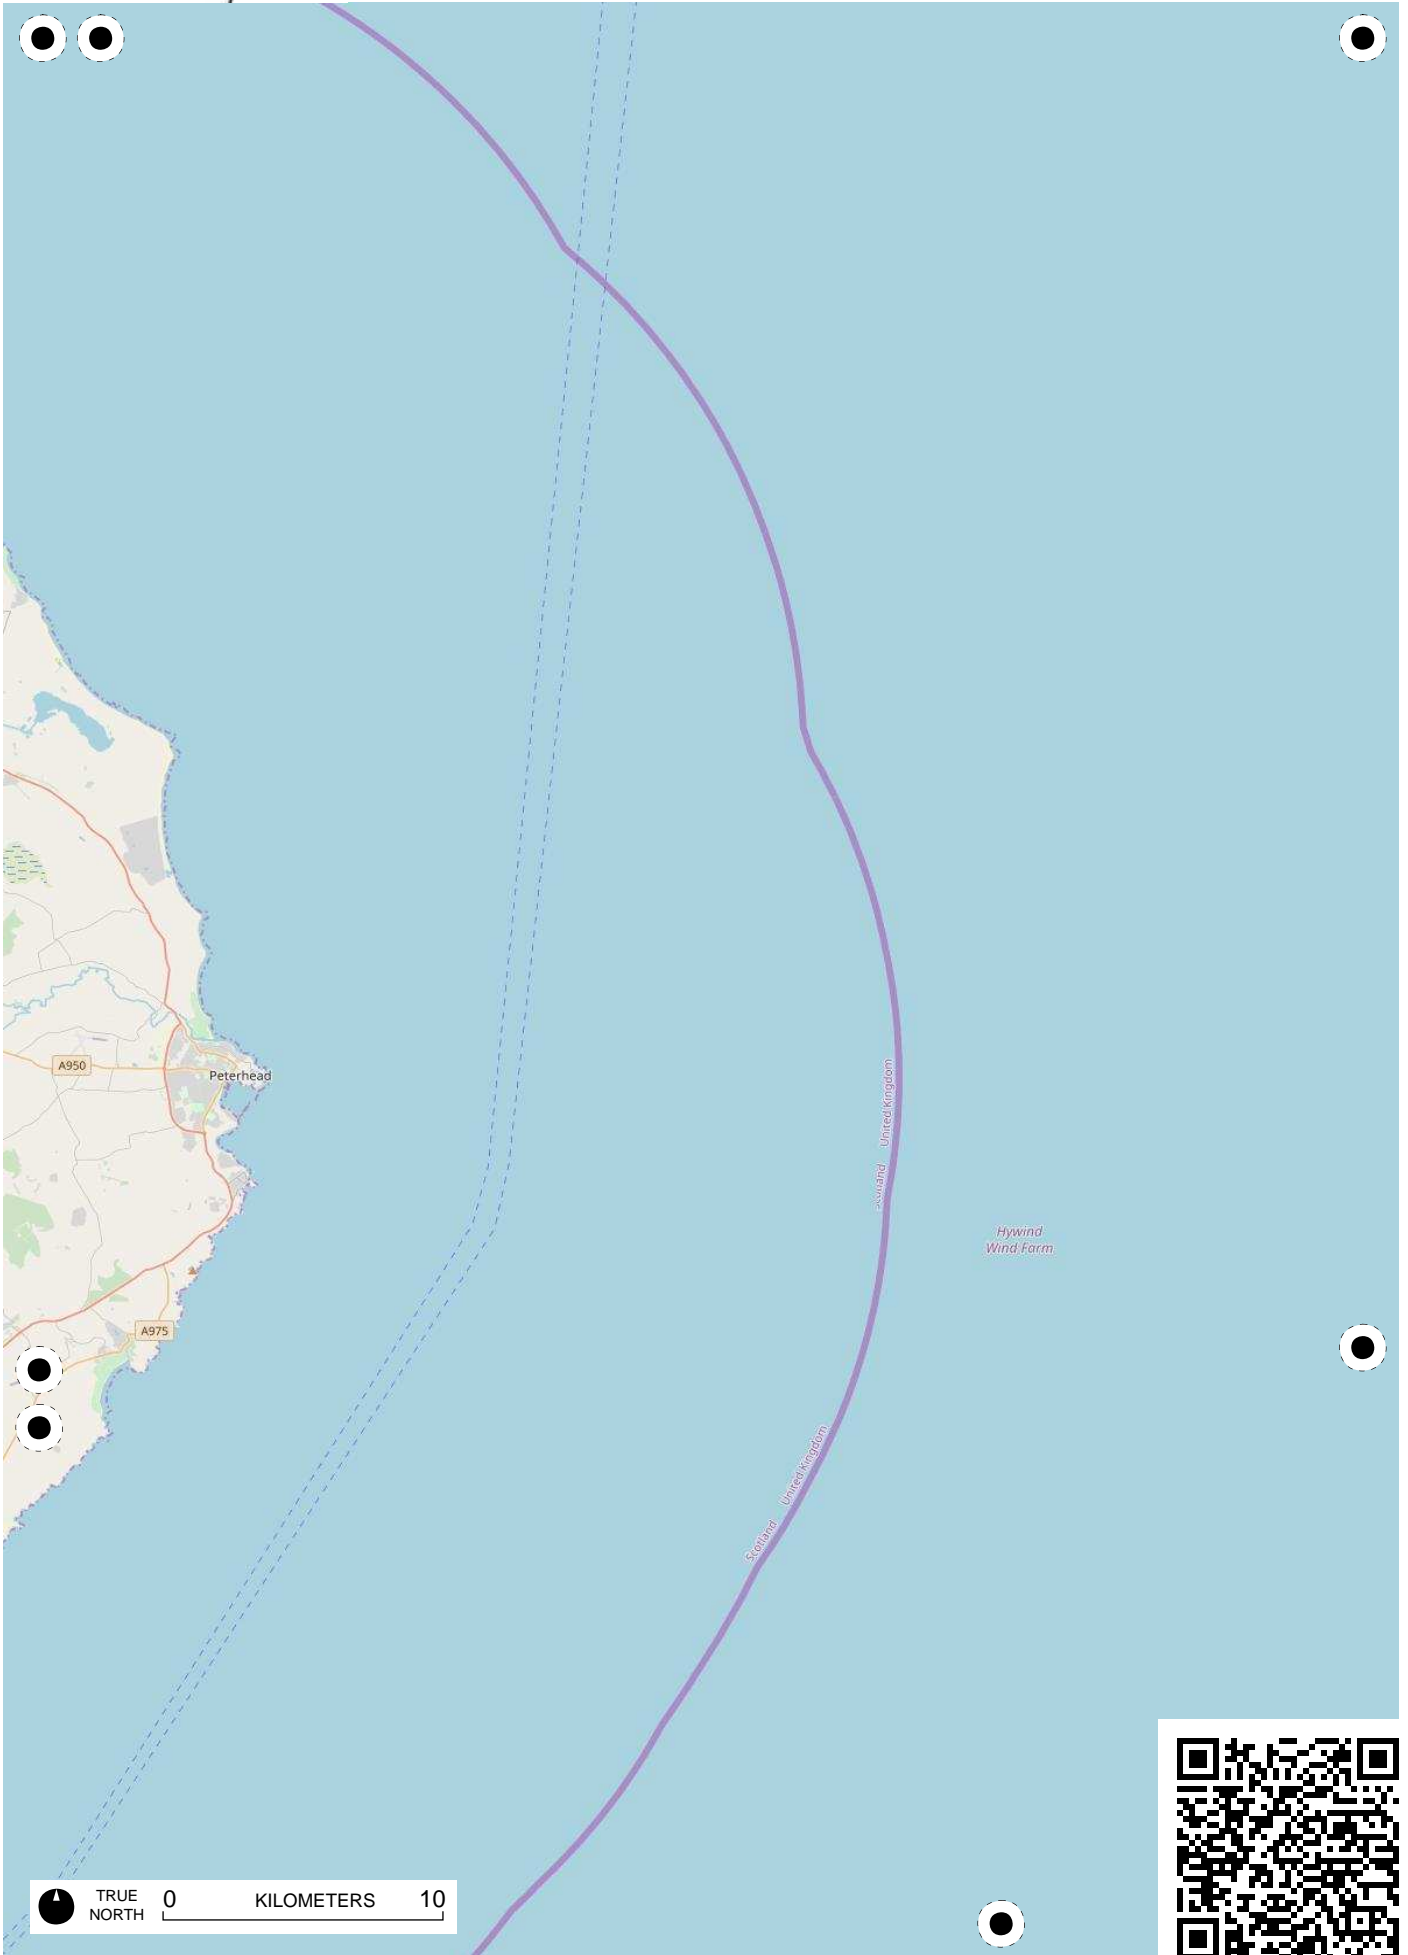 A950
Peterhead
United Kingdom
Hywind
Wind Farm
A975
United Kingdom
Scotland
TRUE
NORTH
0 KILOMETERS 10